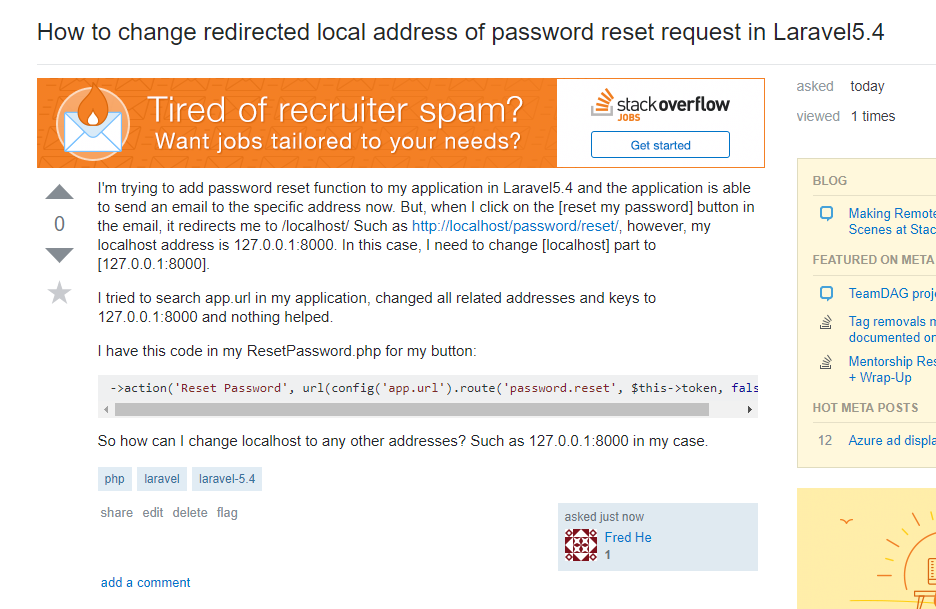 How to change redirected local address of password reset request in Laravel5.4
Tired of recruiter spam?
Want jobs tailored to your needs?
stackoverflow
JOBS
Get started
asked today
viewed 1 times
0
I'm trying to add password reset function to my application in Laravel5.4 and the application is able
to send an email to the specific address now. But, when I click on the [reset my password] button in
the email, it redirects me to /localhost/ Such as http://localhost/password/reset/, however, my
localhost address is 127.0.0.1:8000. In this case, I need to change [localhost] part to
[127.0.0.1:8000].
I tried to search app.url in my application, changed all related addresses and keys to
127.0.0.1:8000 and nothing helped.
I have this code in my ResetPassword.php for my button:
->action('Reset Password', url(config('app.url').route('password.reset', $this->token, fals
So how can I change localhost to any other addresses? Such as 127.0.0.1:8000 in my case.
php laravel laravel-5.4
share edit delete flag
asked just now
Fred He
1
add a comment
BLOG
Making Remote
Scenes at Stac
FEATURED ON META
TeamDAG proj
Tag removals
documented on
Mentorship Res
+ Wrap-Up
HOT META POSTS
12 Azure ad displa